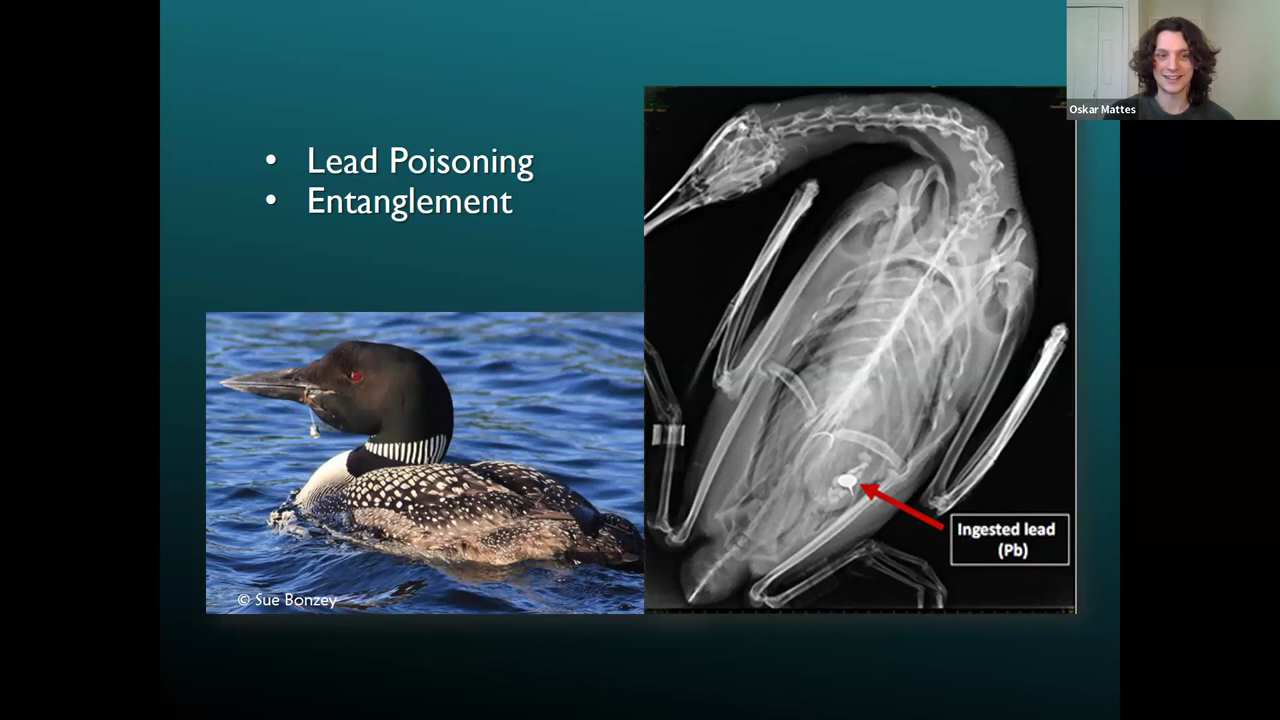 Oskar Mattes
• Lead Poisoning
• Entanglement
Ingested lead
(Pb)
© Sue Bonzey